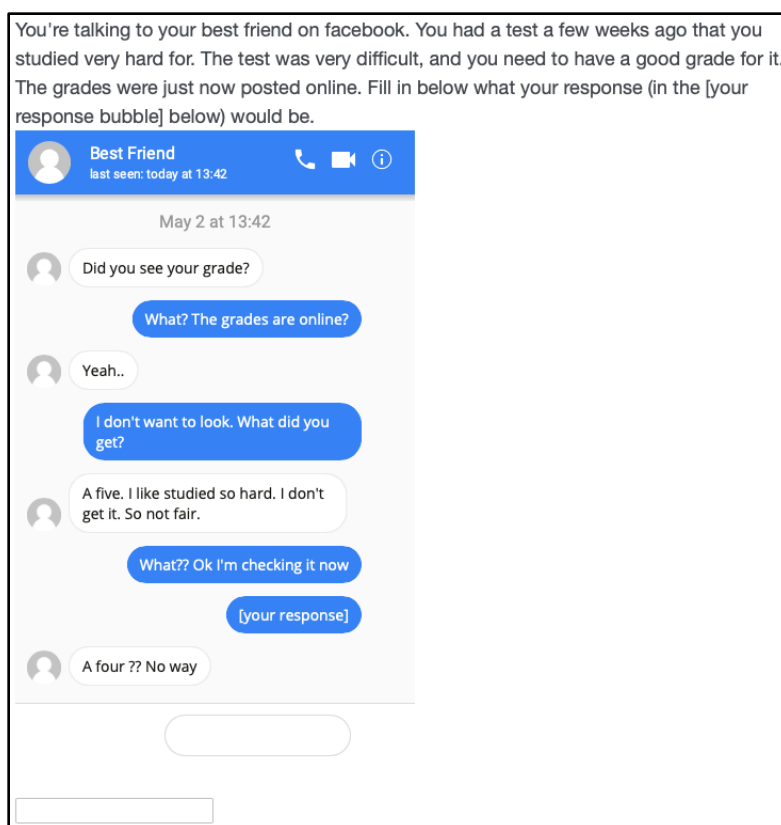 You're talking to your best friend on facebook. You had a test a few weeks ago that you
studied very hard for. The test was very difficult, and you need to have a good grade for it.
The grades were just now posted online. Fill in below what your response (in the [your
response bubble] below) would be.
Best Friend
last seen: today at 13:42
May 2 at 13:42
Did you see your grade?
What? The grades are online?
Yeah..
I don't want to look. What did you
get?
A five. I like studied so hard. I don't
get it. So not fair.
What?? Ok I'm checking it now
[your response]
A four ?? No way